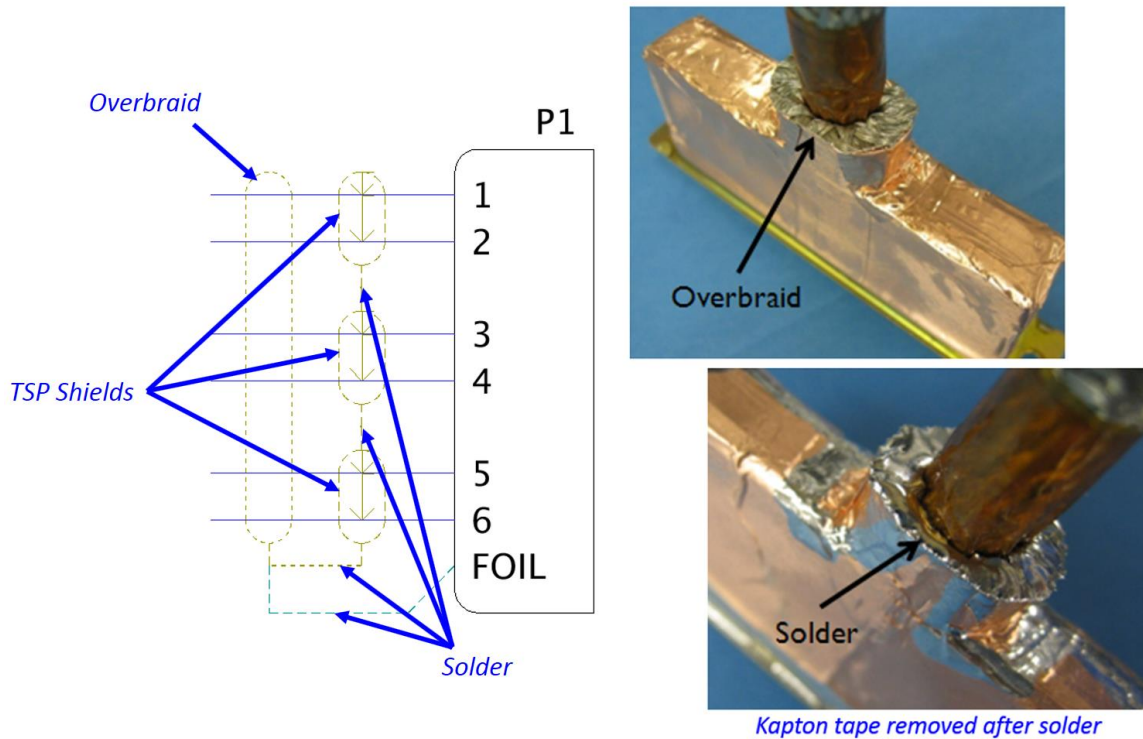 Overbraid
P1
1
2
3
4
5
6
FOIL
TSP Shields
Solder
Overbraid
Solder
Kapton tape removed after solder